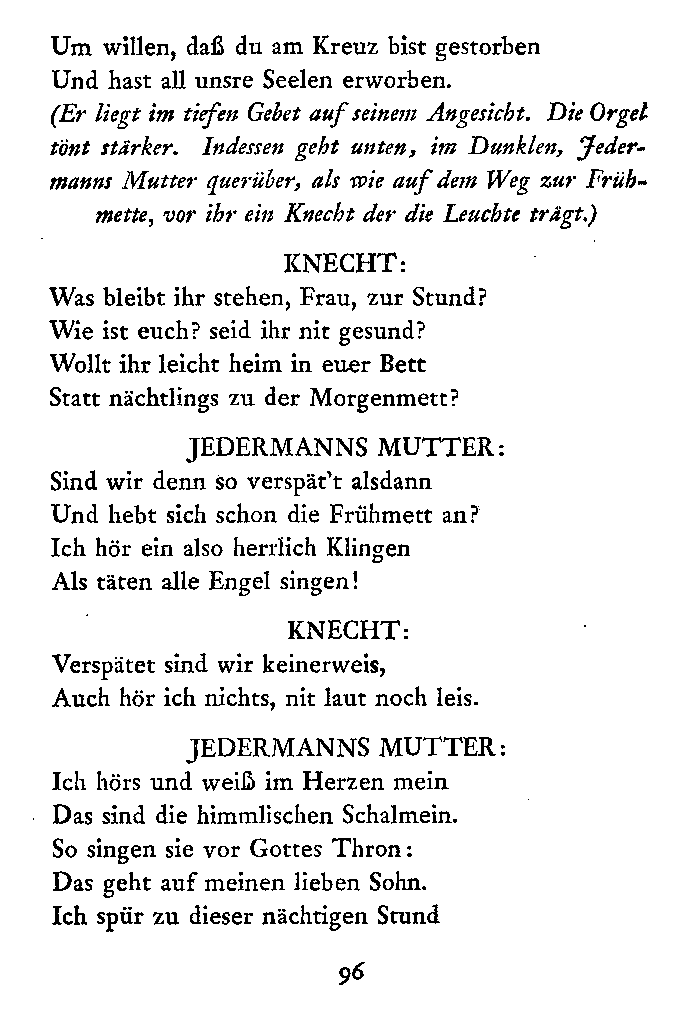 Um willen, daß du am Kreuz bist gestorben
Und hast all unsre Seelen erworben.
(Er liegt im tiefen Gebet auf seinem Angesicht. Die Orgel
tönt stärker. Indessen geht unten, im Dunklen, Jeder-
manns Mutter querüber, als wie auf dem Weg zur Früh-
mette, vor ihr ein Knecht der die Leuchte trägt.)
KNECHT:
Was bleibt ihr stehen, Frau, zur Stund?
Wie ist euch? seid ihr nit gesund?
Wollt ihr leicht heim in euer Bett
Statt nächtlings zu der Morgenmett?
JEDERMANNS MUTTER:
Sind wir denn so verspät't alsdann
Und hebt sich schon die Frühmett an?
Ich hör ein also herrlich Klingen
Als täten alle Engel singen!
KNECHT:
Verspätet sind wir keinerweis,
Auch hör ich nichts, nit laut noch leis.
JEDERMANNS MUTTER:
Ich hörs und weiß im Herzen mein
Das sind die himmlischen Schalmein.
So singen sie vor Gottes Thron:
Das geht auf meinen lieben Sohn.
Ich spür zu dieser nächtigen Stund
96